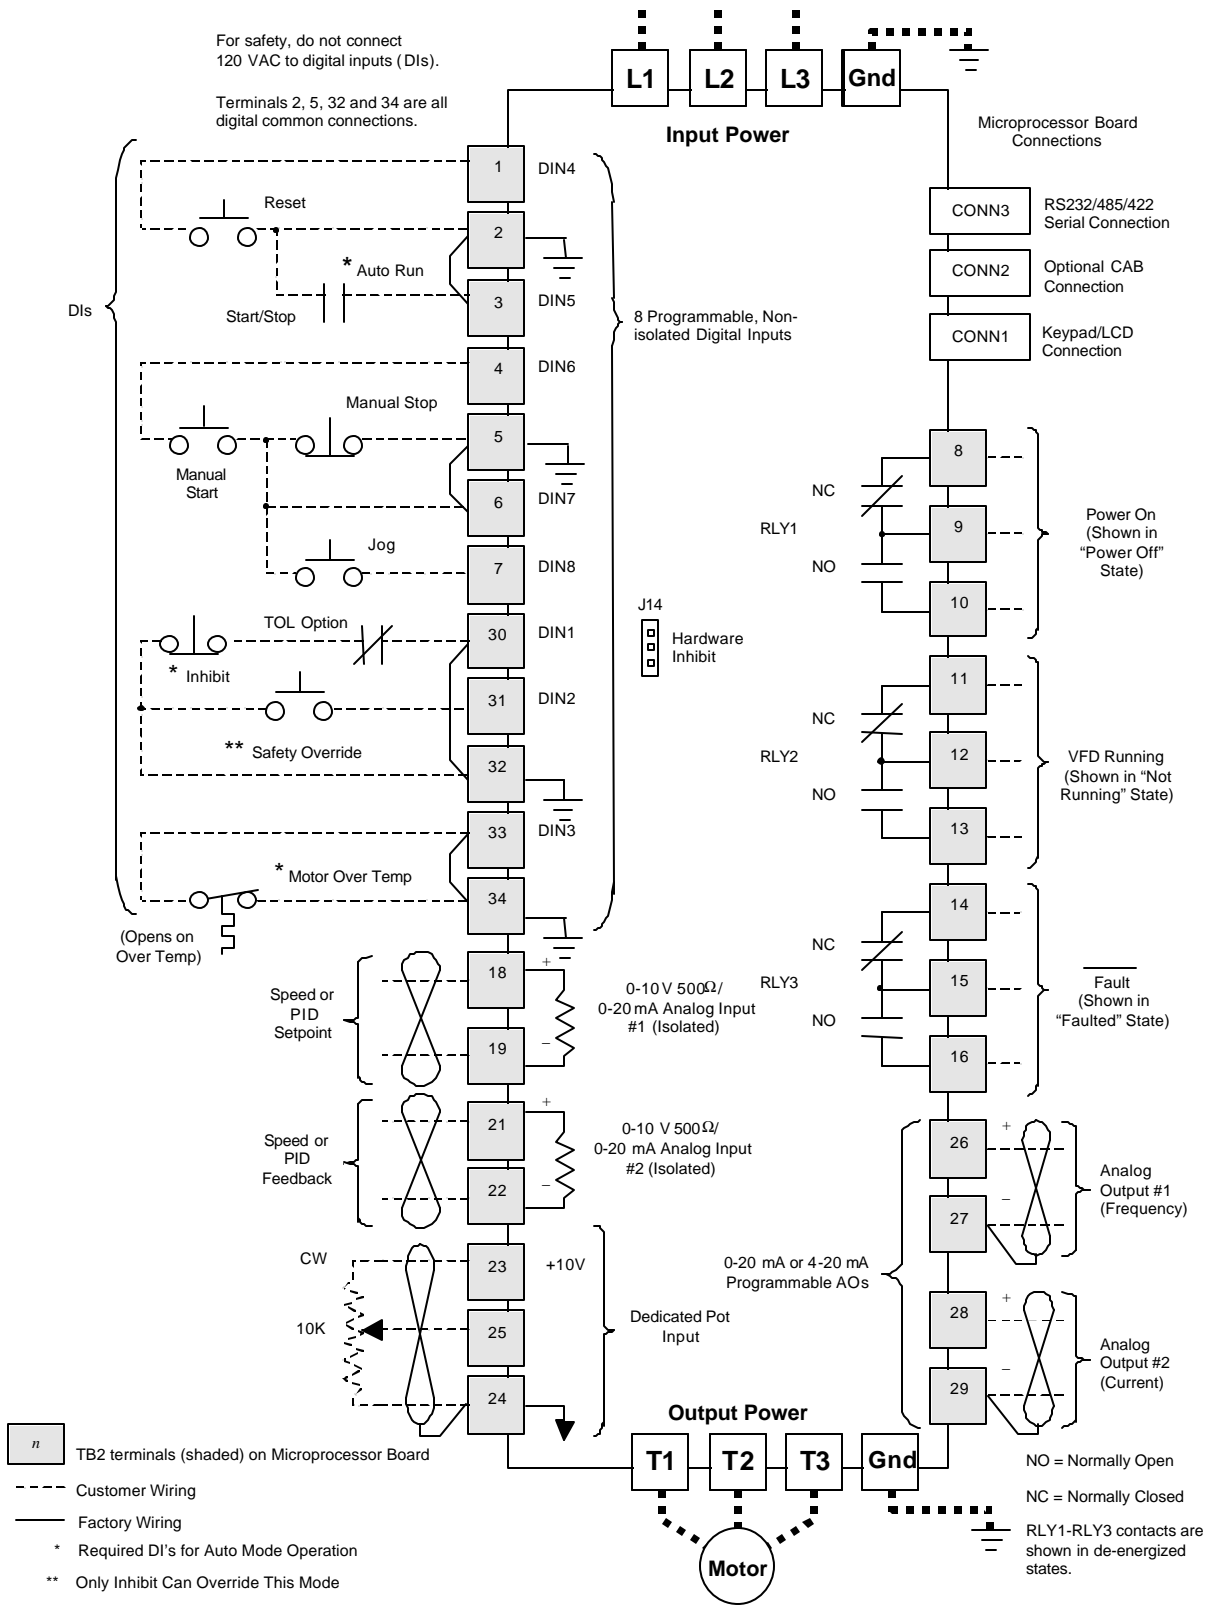 For safety, do not connect
120 VAC to digital inputs (DIs).
Terminals 2, 5, 32 and 34 are all
digital common connections.
L1
L2
L3
Gnd
Input Power
Microprocessor Board
Connections
CONN3
RS232/485/422
Serial Connection
CONN2
Optional CAB
Connection
CONN1
Keypad/LCD
Connection
DIs
1
DIN4
Reset
2
* Auto Run
3
DIN5
Start/Stop
8 Programmable, Non-
isolated Digital Inputs
4
DIN6
Manual Stop
5
Manual
Start
6
DIN7
Jog
7
DIN8
TOL Option
30
DIN1
* Inhibit
31
DIN2
** Safety Override
32
33
DIN3
* Motor Over Temp
34
(Opens on
Over Temp)
J14
Hardware
Inhibit
8
NC
RLY1
9
NO
10
Power On
(Shown in
“Power Off”
State)
11
NC
RLY2
12
NO
13
VFD Running
(Shown in “Not
Running” State)
14
NC
RLY3
15
NO
16
Fault
(Shown in
“Faulted” State)
Speed or
PID
Setpoint
18
+
19
−
0-10V 500Ω/
0-20 mA Analog Input
#1 (Isolated)
Speed or
PID
Feedback
21
+
22
−
0-10 V 500Ω/
0-20 mA Analog Input
#2 (Isolated)
CW
23
+10V
10K
25
24
Dedicated Pot
Input
0-20 mA or 4-20 mA
Programmable AOs
26
+
27
−
Analog
Output #1
(Frequency)
28
+
29
−
Analog
Output #2
(Current)
Output Power
T1
T2
T3
Gnd
Motor
n
TB2 terminals (shaded) on Microprocessor Board
Customer Wiring
Factory Wiring
* Required DI's for Auto Mode Operation
** Only Inhibit Can Override This Mode
NO = Normally Open
NC = Normally Closed
RLY1-RLY3 contacts are
shown in de-energized
states.